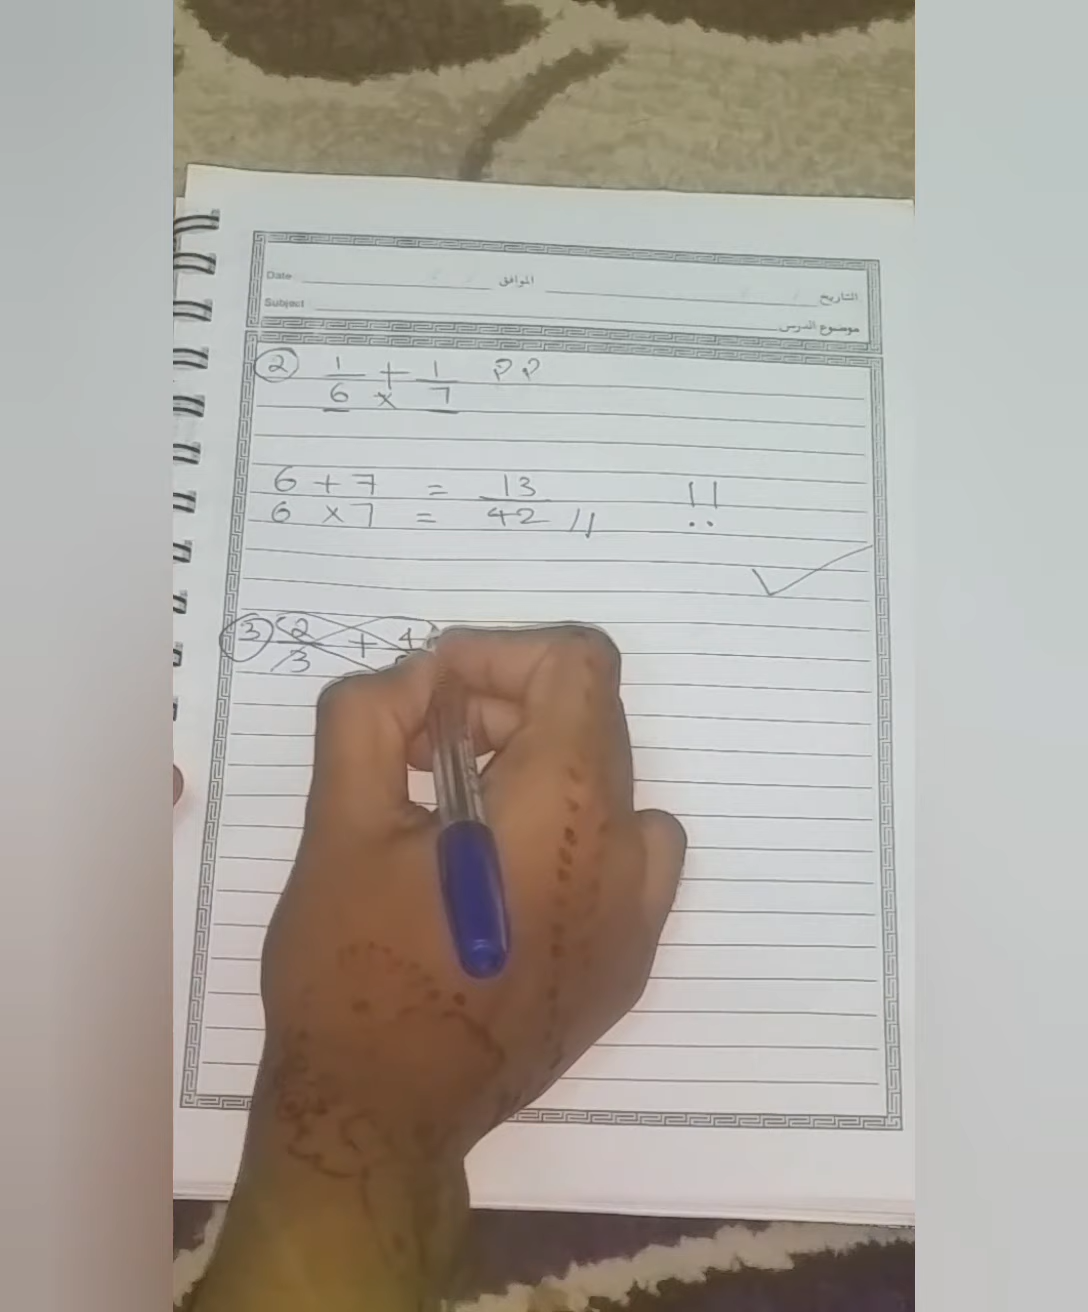 Date الموافق التاريخ
Subject موضوع الدرس
② 1/6 + 1/7 ??
×
6 + 7 = 13
6 × 7 = 42 // !!
✓
③ 2/3 + 4